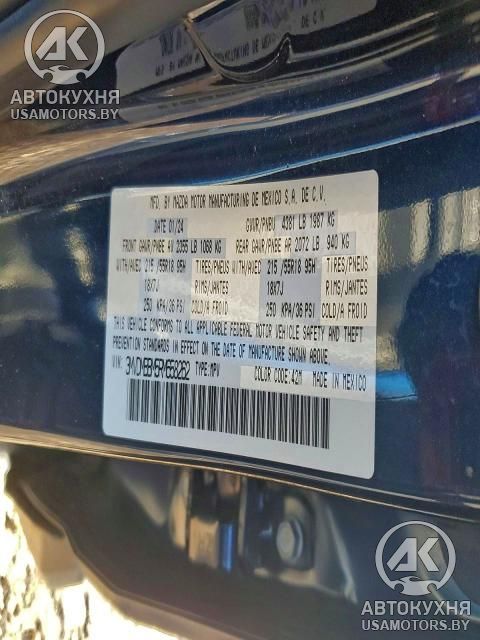 AK
АВТОКУХНЯ
USAMOTORS.BY
MFD. BY MAZDA MOTOR MANUFACTURING DE MEXICO S.A. DE C.V.
DATE 01/24 GVWR/PNBV 4381 LB 1987 KG
FRONT GAWR/PNBE AV 2355 LB 1068 KG REAR GAWR/PNBE AR 2072 LB 940 KG
WITH/AVEC 215/55R18 95H TIRES/PNEUS WITH/AVEC 215/55R18 95H TIRES/PNEUS
18X7J RIMS/JANTES 18X7J RIMS/JANTES
250 KPA/36 PSI COLD/A FROID 250 KPA/36 PSI COLD/A FROID
THIS VEHICLE CONFORMS TO ALL APPLICABLE FEDERAL MOTOR VEHICLE SAFETY AND THEFT
PREVENTION STANDARDS IN EFFECT ON THE DATE OF MANUFACTURE SHOWN ABOVE.
VIN: TYPE: MPV COLOR CODE: 42M MADE IN MEXICO
AK
АВТОКУХНЯ
USAMOTORS.BY